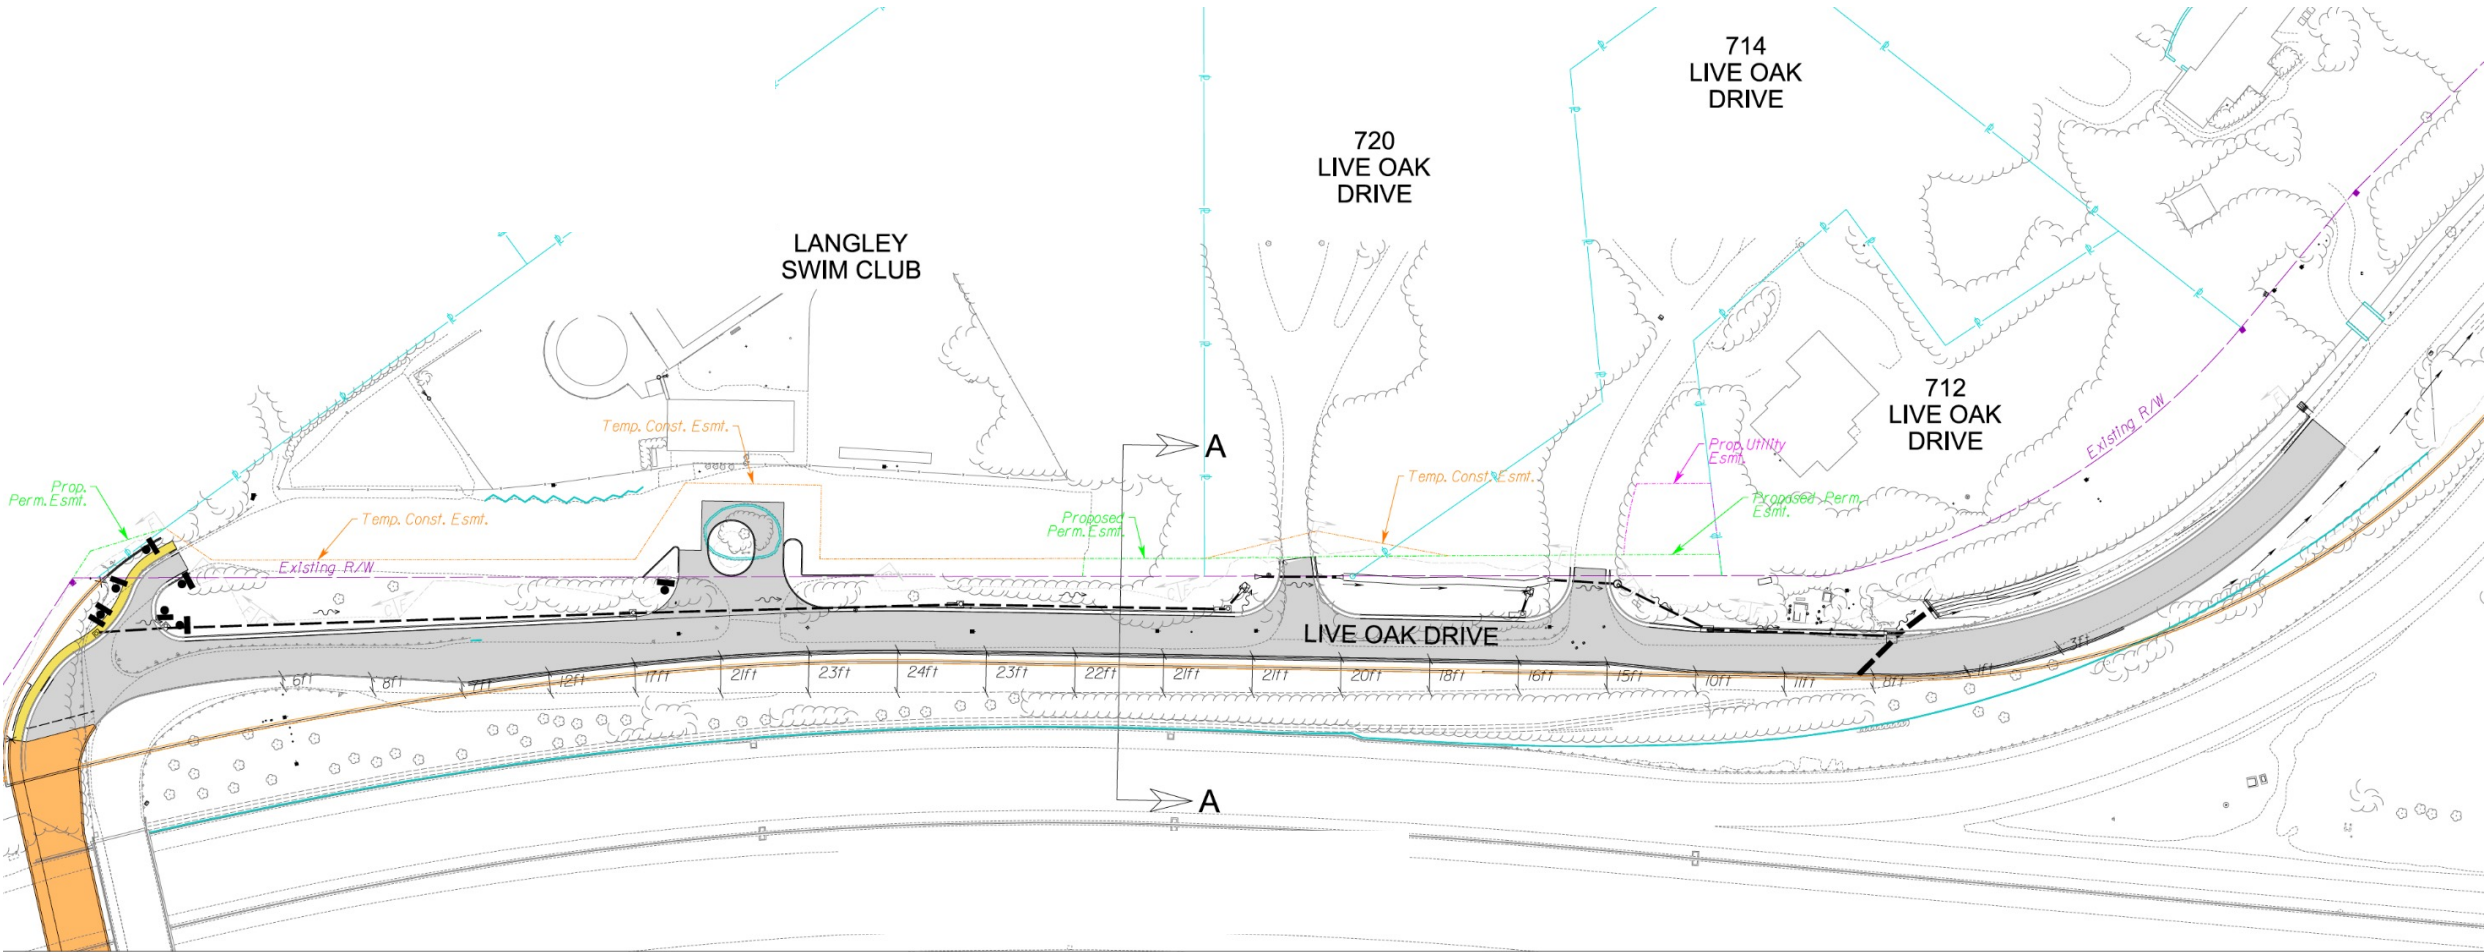 714
LIVE OAK
DRIVE
720
LIVE OAK
DRIVE
LANGLEY
SWIM CLUB
712
LIVE OAK
DRIVE
Existing R/W
Temp. Const. Esmt.
A
Prop. Utility
Esmt.
Temp. Const. Esmt.
Prop.
Perm. Esmt.
Temp. Const. Esmt.
Proposed
Perm. Esmt.
Proposed Perm.
Esmt.
Existing R/W
LIVE OAK DRIVE
6ft
8ft
12ft
17ft
21ft
23ft
24ft
23ft
22ft
21ft
21ft
20ft
18ft
16ft
15ft
10ft
11ft
8ft
1ft
3ft
A